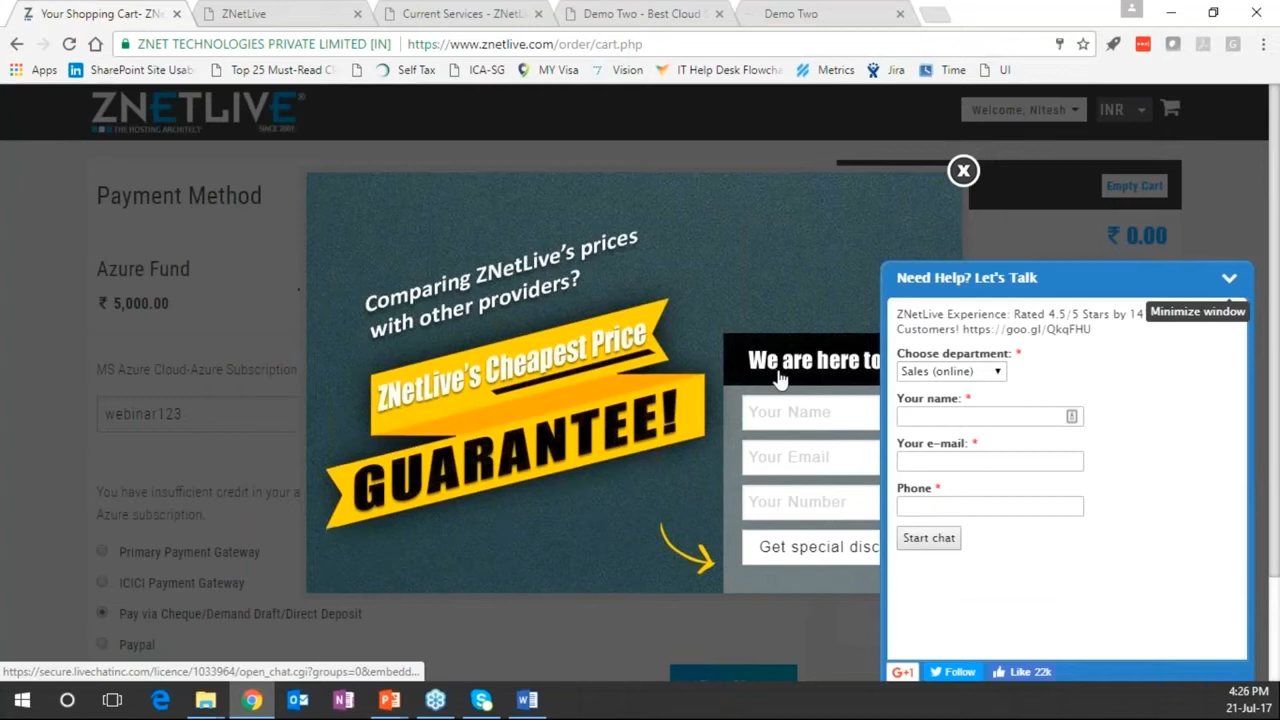 Your Shopping Cart- ZNe
ZNetLive
Current Services - ZNetL
Demo Two - Best Cloud S
Demo Two
ZNET TECHNOLOGIES PRIVATE LIMITED [IN]
https://www.znetlive.com/order/cart.php
Apps
SharePoint Site Usab
Top 25 Must-Read C
Self Tax
ICA-SG
MY Visa
Vision
IT Help Desk Flowcha
Metrics
Jira
Time
UI
ZNETLIVE®
THE HOSTING ARCHITECT SINCE 2001
Welcome, Nitesh
INR
Payment Method
Empty Cart
₹ 0.00
Azure Fund
₹ 5,000.00
MS Azure Cloud-Azure Subscription
webinar123
You have insufficient credit in your a
Azure subscription.
Primary Payment Gateway
ICICI Payment Gateway
Pay via Cheque/Demand Draft/Direct Deposit
Paypal
X
Comparing ZNetLive's prices
with other providers?
ZNetLive's Cheapest Price
GUARANTEE!
We are here to
Your Name
Your Email
Your Number
Get special disc
Need Help? Let's Talk
Minimize window
ZNetLive Experience: Rated 4.5/5 Stars by 14
Customers! https://goo.gl/QkqFHU
Choose department: *
Sales (online)
Your name: *
Your e-mail: *
Phone *
Start chat
G+1
Follow
Like 22k
https://secure.livechatinc.com/licence/1033964/open_chat.cgi?groups=0&embedd...
4:26 PM
21-Jul-17